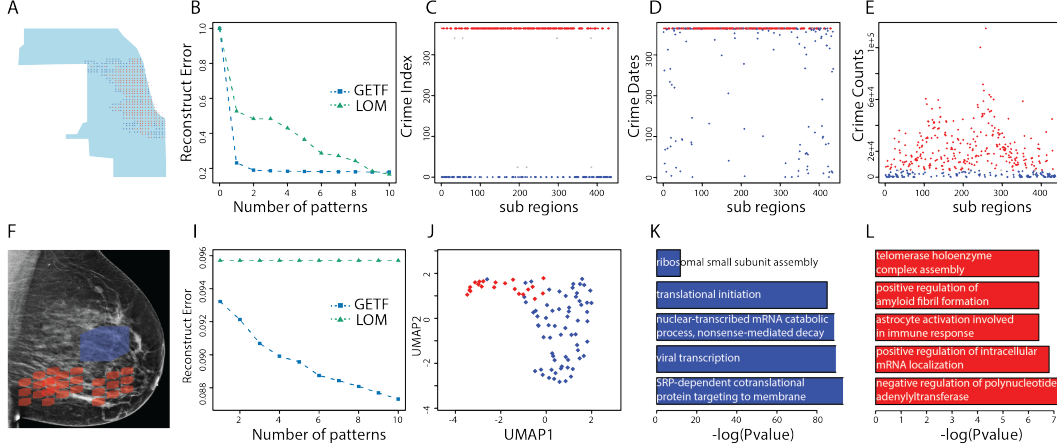 A
B
C
D
E
Reconstruct Error
0.2 0.4 0.6 0.8 1.0
GETF
LOM
0 2 4 6 8 10
Number of patterns
Crime Index
0 100 200 300
0 100 200 300 400
sub regions
Crime Dates
0 100 200 300
0 100 200 300 400
sub regions
Crime Counts
0 2e+4 6e+4 1e+5
0 100 200 300 400
sub regions
F
I
J
K
L
Reconstruct Error
0.088 0.090 0.092 0.094 0.096
GETF
LOM
2 4 6 8 10
Number of patterns
UMAP2
-4 -2 0 2 4
-4 -2 0 2 4
UMAP1
ribosomal small subunit assembly
translational initiation
nuclear-transcribed mRNA catabolic
process, nonsense-mediated decay
viral transcription
SRP-dependent cotranslational
protein targeting to membrane
0 20 40 60 80
-log(Pvalue)
telomerase holoenzyme
complex assembly
positive regulation of
amyloid fibril formation
astrocyte activation involved
in immune response
positive regulation of intracellular
mRNA localization
negative regulation of polynucleotide
adenylyltransferase
0 1 2 3 4 5 6 7
-log(Pvalue)